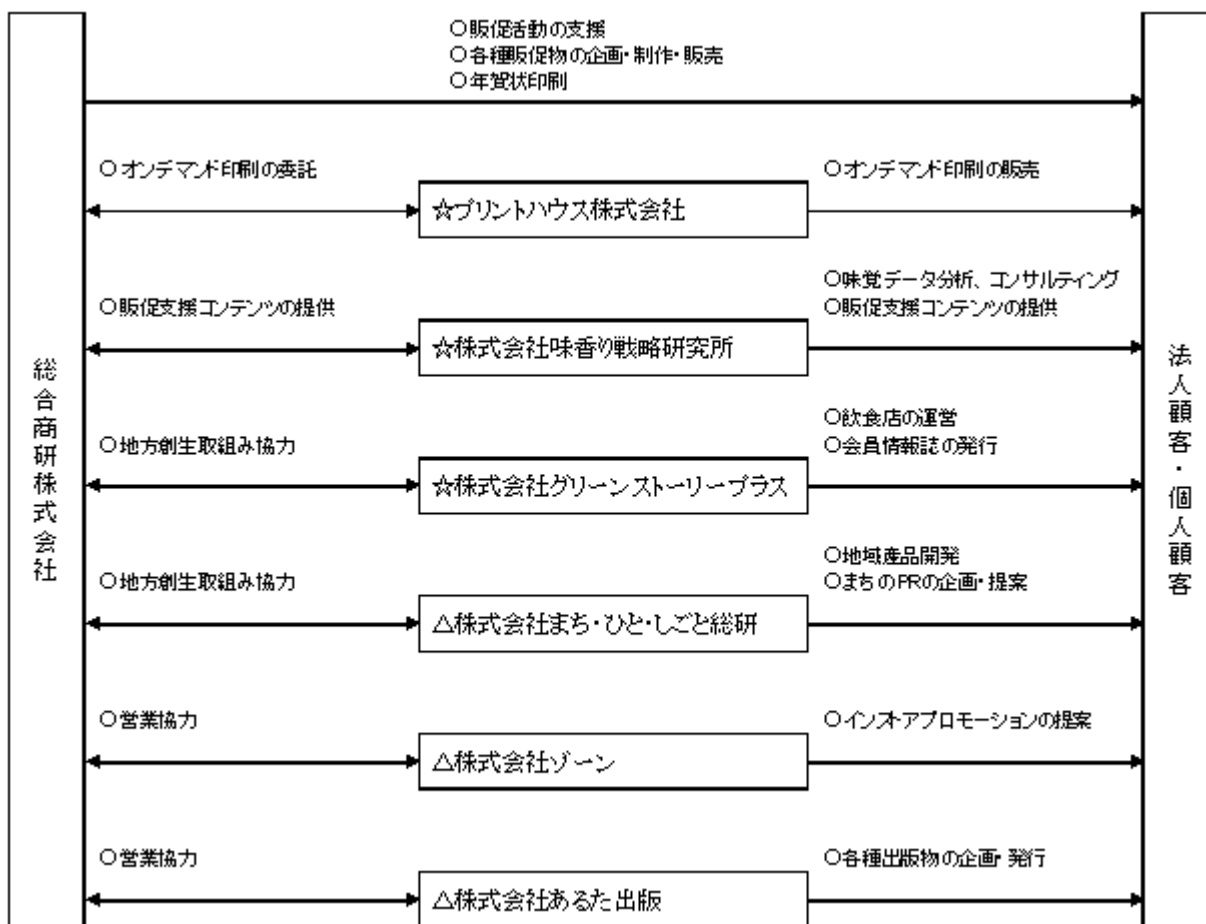 ○販促活動の支援
○各種販促物の企画・制作・販売
○年賀状印刷
総合商研株式会社
法人顧客・個人顧客
○オンデマンド印刷の委託
○オンデマンド印刷の販売
☆プリントハウス株式会社
○味覚データ分析、コンサルティング
○販促支援コンテンツの提供
○販促支援コンテンツの提供
☆株式会社味香り戦略研究所
○飲食店の運営
○地方創生取組み協力
○会員情報誌の発行
☆株式会社グリーンストーリープラス
○地域産品開発
○地方創生取組み協力
○まちのPRの企画・提案
△株式会社まち・ひと・しごと総研
○営業協力
○インストアプロモーションの提案
△株式会社ゾーン
○営業協力
○各種出版物の企画・発行
△株式会社あるた出版